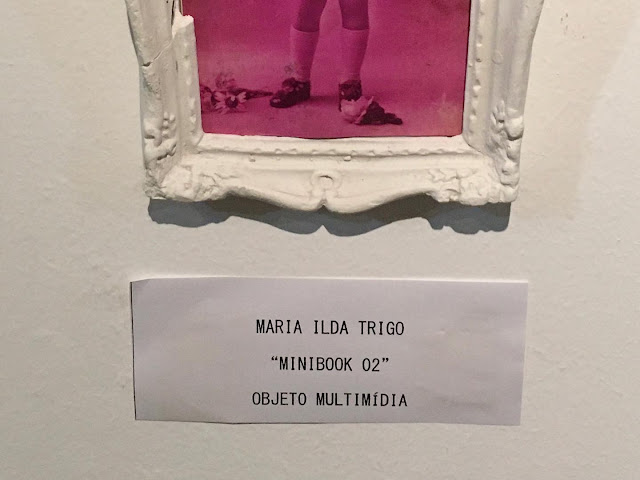 MARIA ILDA TRIGO
“MINIBOOK 02”
OBJETO MULTIMíDIA